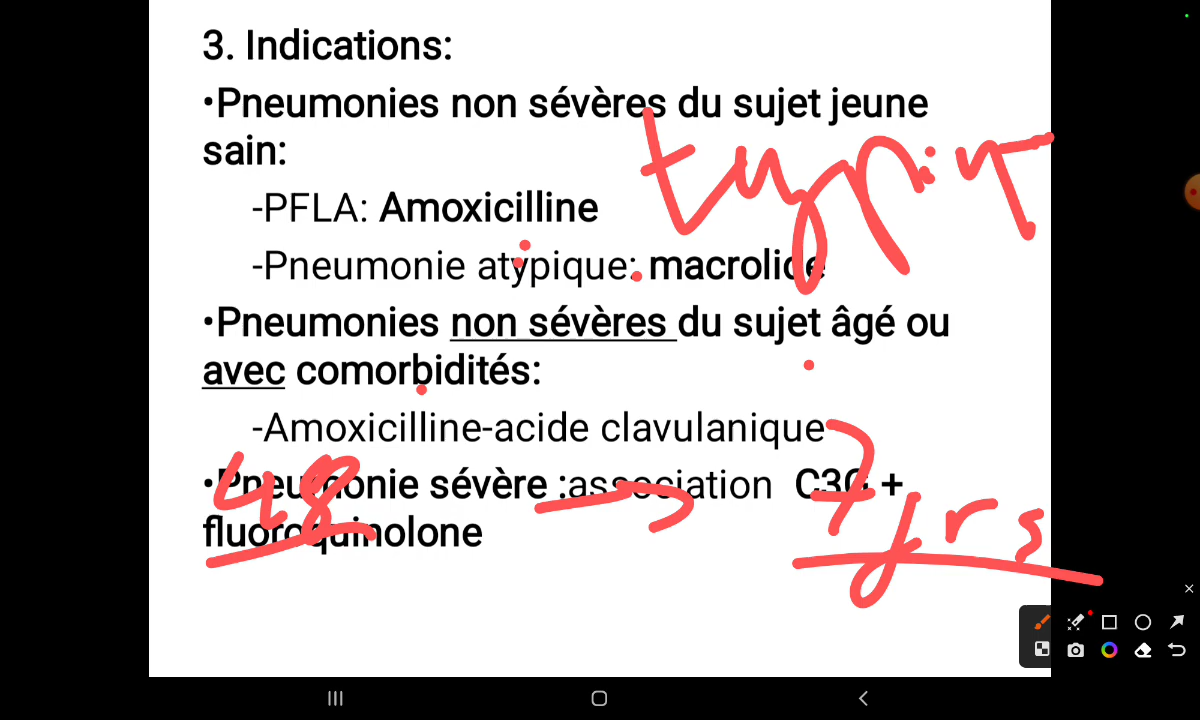 3. Indications:
•Pneumonies non sévères du sujet jeune
sain:
typiq
-PFLA: Amoxicilline
-Pneumonie atypique: macrolide
•Pneumonies non sévères du sujet âgé ou
avec comorbidités:
-Amoxicilline-acide clavulanique
•Pneumonie sévère :association C3G +
fluoroquinolone
48 → 7 jrs